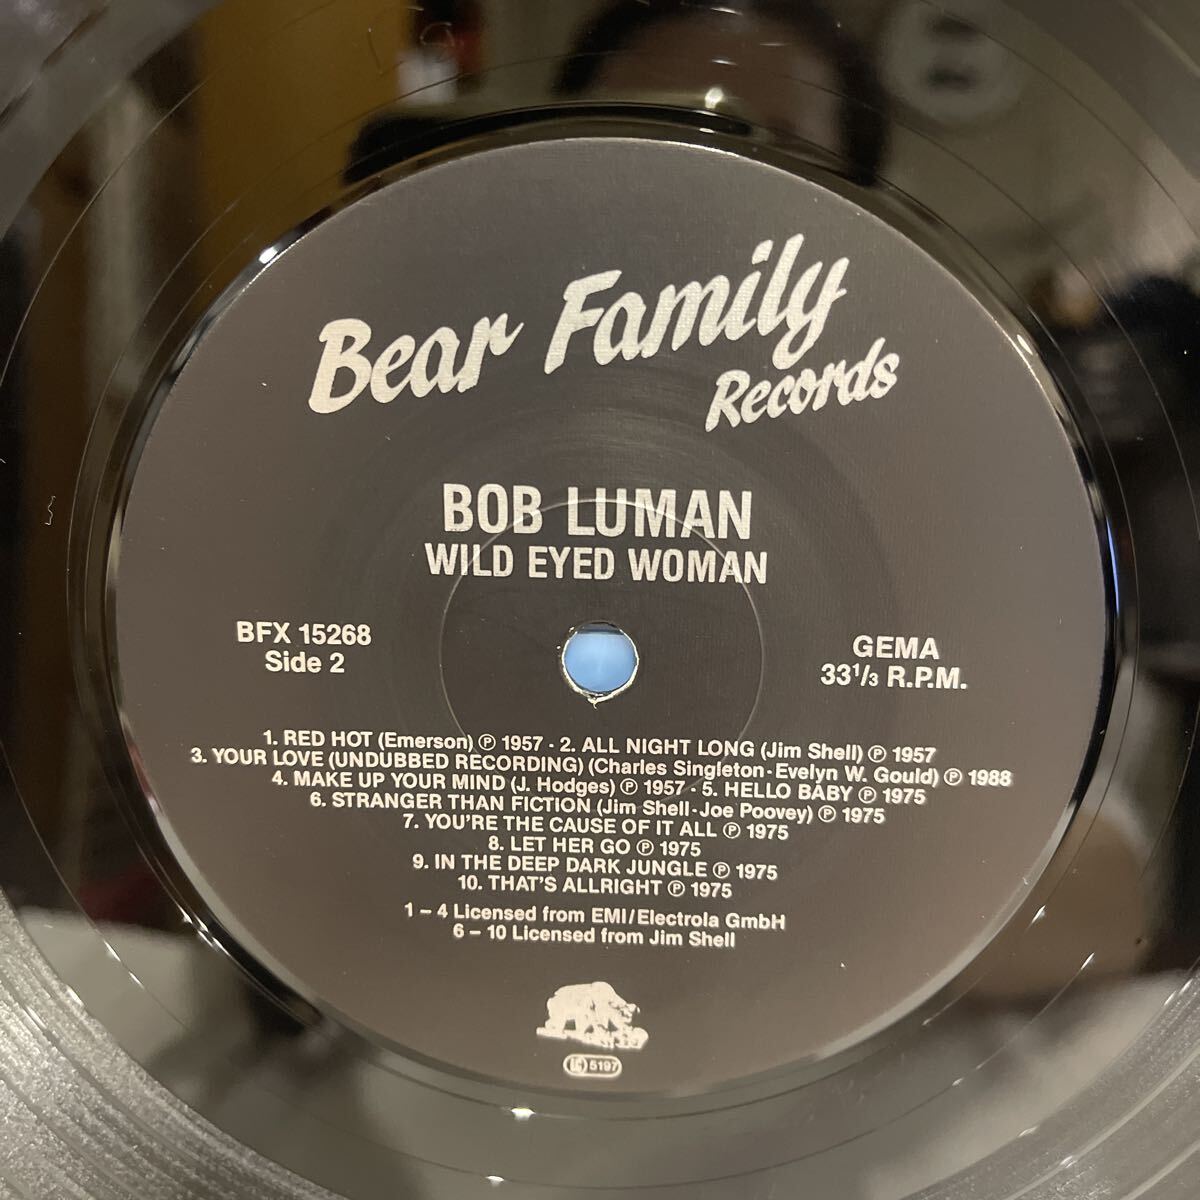 Bear Family
Records
BOB LUMAN
WILD EYED WOMAN
BFX 15268
Side 2
GEMA
33 1/3 R.P.M.
1. RED HOT (Emerson) Ⓟ 1957 · 2. ALL NIGHT LONG (Jim Shell) Ⓟ 1957
3. YOUR LOVE (UNDUBBED RECORDING) (Charles Singleton · Evelyn W. Gould) Ⓟ 1988
4. MAKE UP YOUR MIND (J. Hodges) Ⓟ 1957 · 5. HELLO BABY Ⓟ 1975
6. STRANGER THAN FICTION (Jim Shell · Joe Poovey) Ⓟ 1975
7. YOU'RE THE CAUSE OF IT ALL Ⓟ 1975
8. LET HER GO Ⓟ 1975
9. IN THE DEEP DARK JUNGLE Ⓟ 1975
10. THAT'S ALLRIGHT Ⓟ 1975
1 – 4 Licensed from EMI/Electrola GmbH
6 – 10 Licensed from Jim Shell
LC 5197